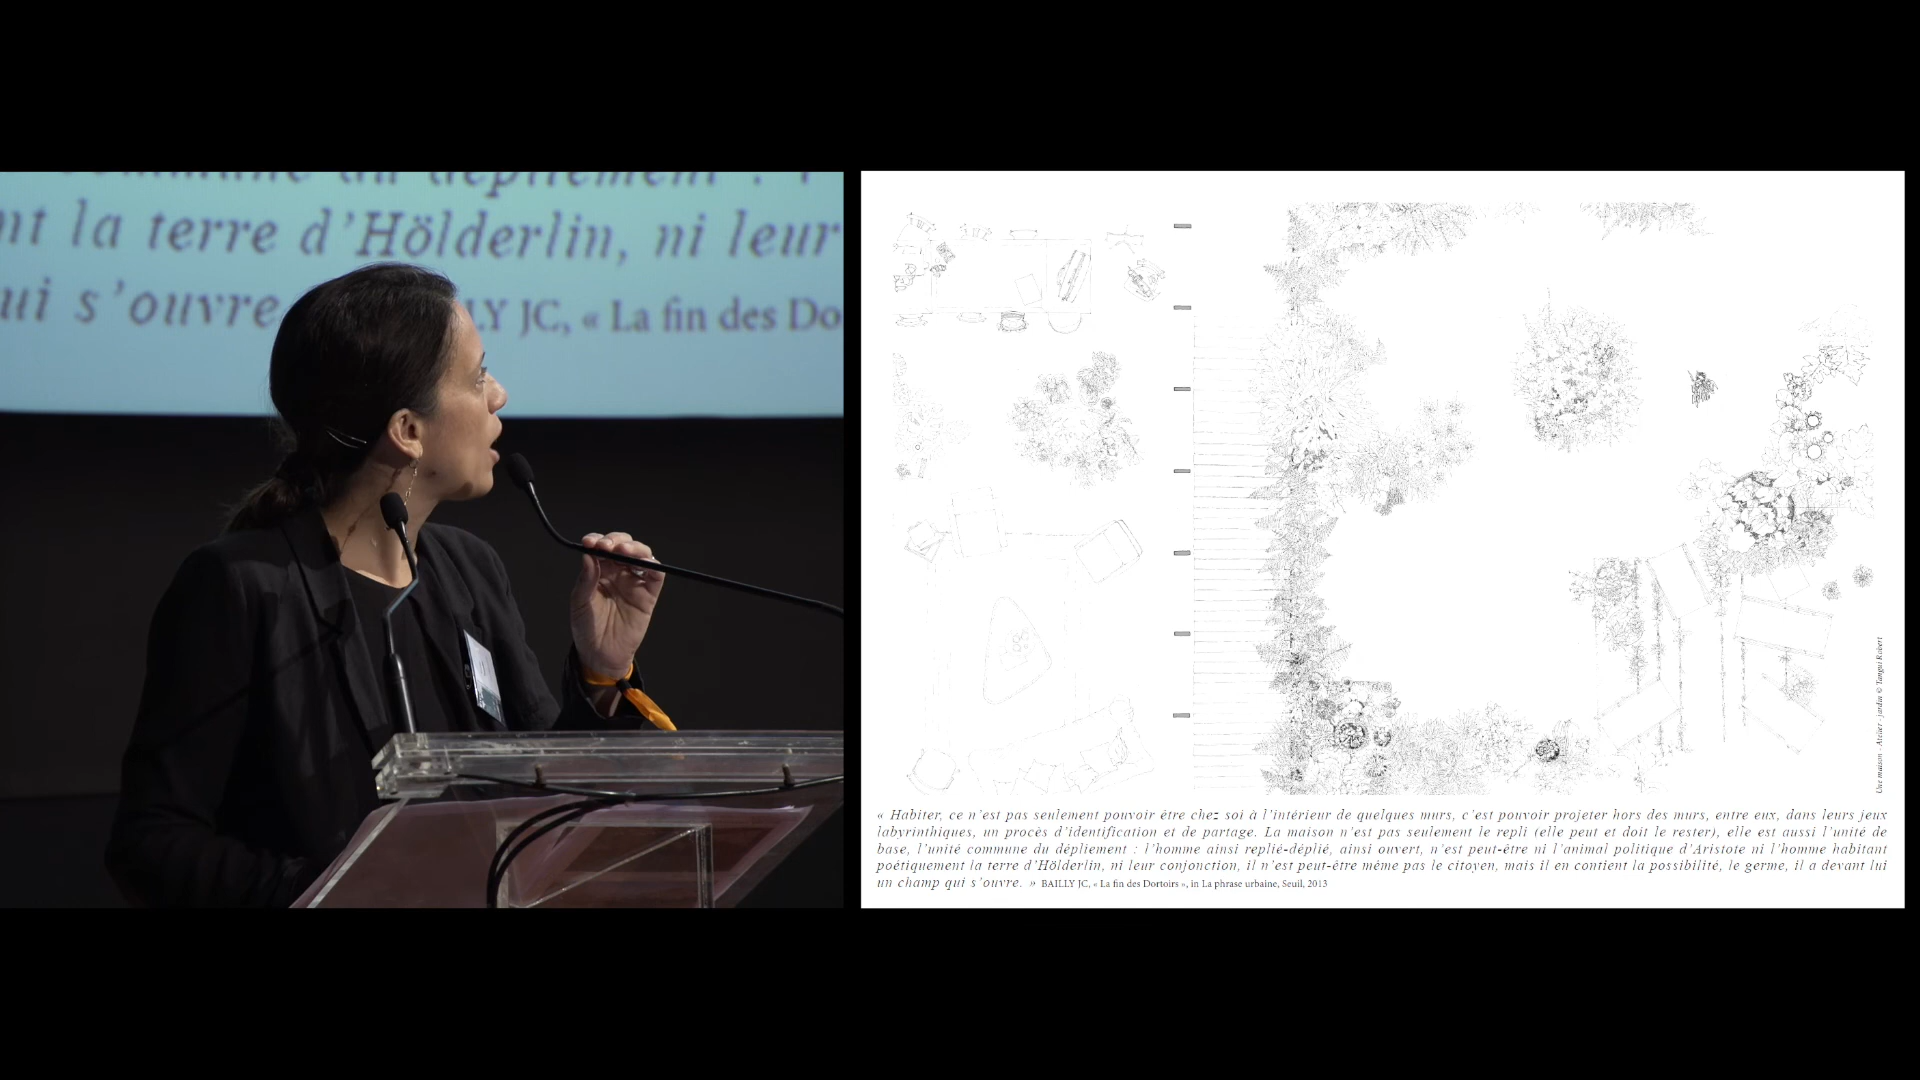 commune du dépliement :
nt la terre d'Hölderlin, ni leur
ui s'ouvre
LY JC, « La fin des Do
« Habiter, ce n'est pas seulement pouvoir être chez soi à l'intérieur de quelques murs, c'est pouvoir projeter hors des murs, entre eux, dans leurs jeux
labyrinthiques, un procès d'identification et de partage. La maison n'est pas seulement le repli (elle peut et doit le rester), elle est aussi l'unité de
base, l'unité commune du dépliement : l'homme ainsi replié-déplié, ainsi ouvert, n'est peut-être ni l'animal politique d'Aristote ni l'homme habitant
poétiquement la terre d'Hölderlin, ni leur conjonction, il n'est peut-être même pas le citoyen, mais il en contient la possibilité, le germe, il a devant lui
un champ qui s'ouvre. » BAILLY JC, « La fin des Dortoirs », in La phrase urbaine, Seuil, 2013
Une maison - Atelier - jardin © Tangui Robert